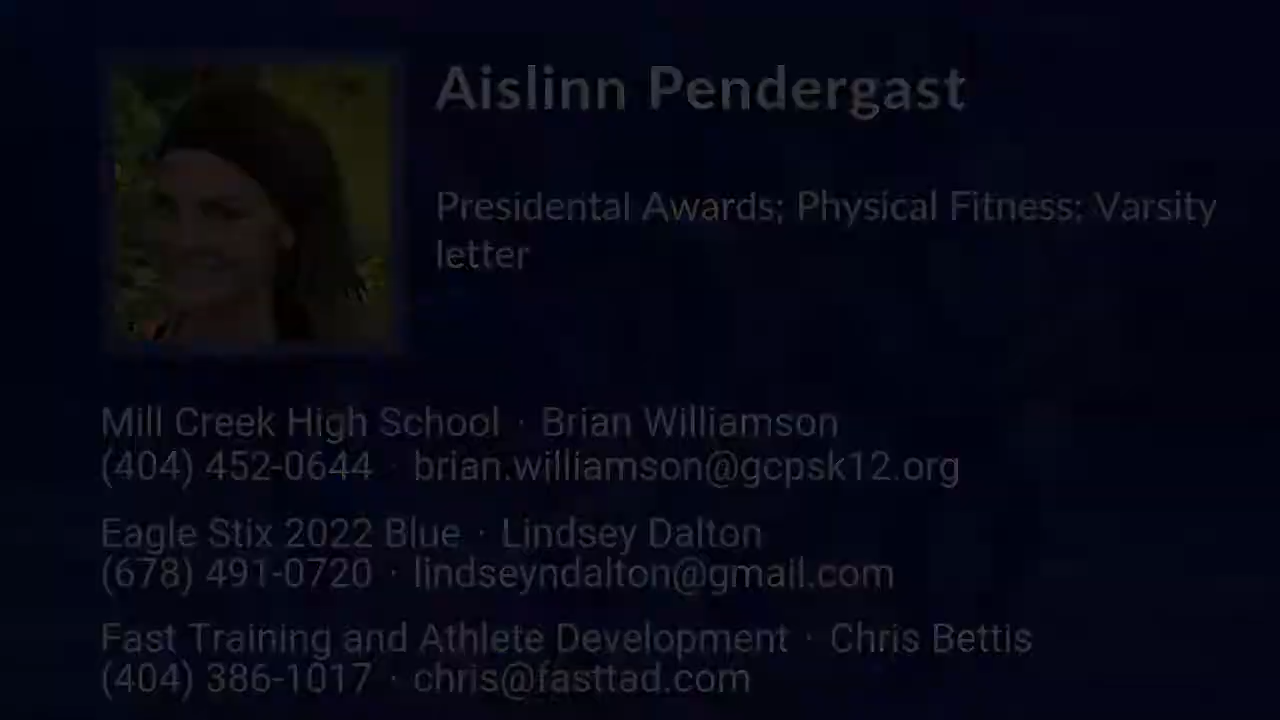 Aislinn Pendergast
Presidental Awards; Physical Fitness; Varsity
letter
Mill Creek High School · Brian Williamson
(404) 452-0644 · brian.williamson@gcpsk12.org
Eagle Stix 2022 Blue · Lindsey Dalton
(678) 491-0720 · lindseyndalton@gmail.com
Fast Training and Athlete Development · Chris Bettis
(404) 386-1017 · chris@fasttad.com